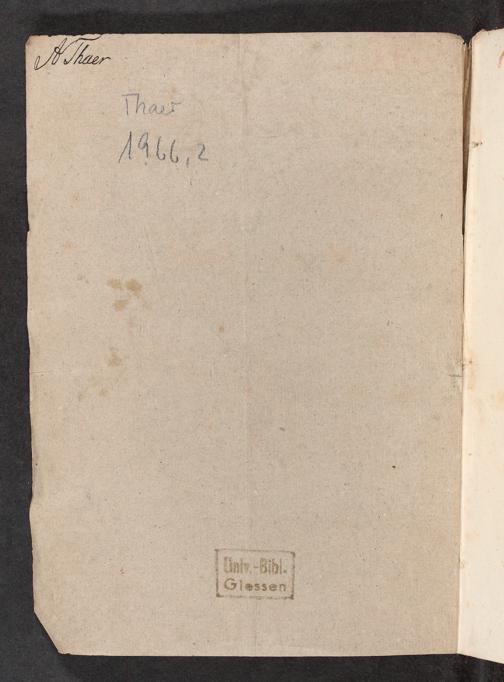 A Thaer
Thaer
1966,2
Univ.-Bibl.
Giessen